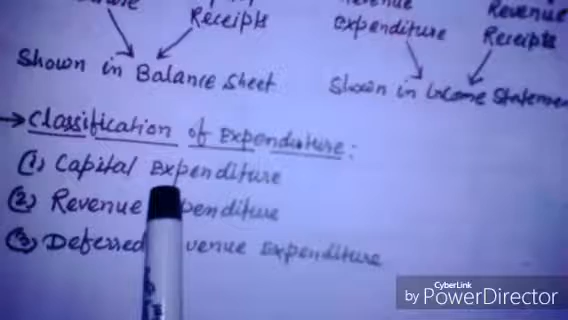 Receipts
expenditure
Revenue
Receipts
Shown in Balance Sheet
Shown in Income Statemen
→ Classification of Expenditure:
(1) Capital Expenditure
(2) Revenue penditure
(3) Deferred venue Expenditure
CyberLink
by PowerDirector